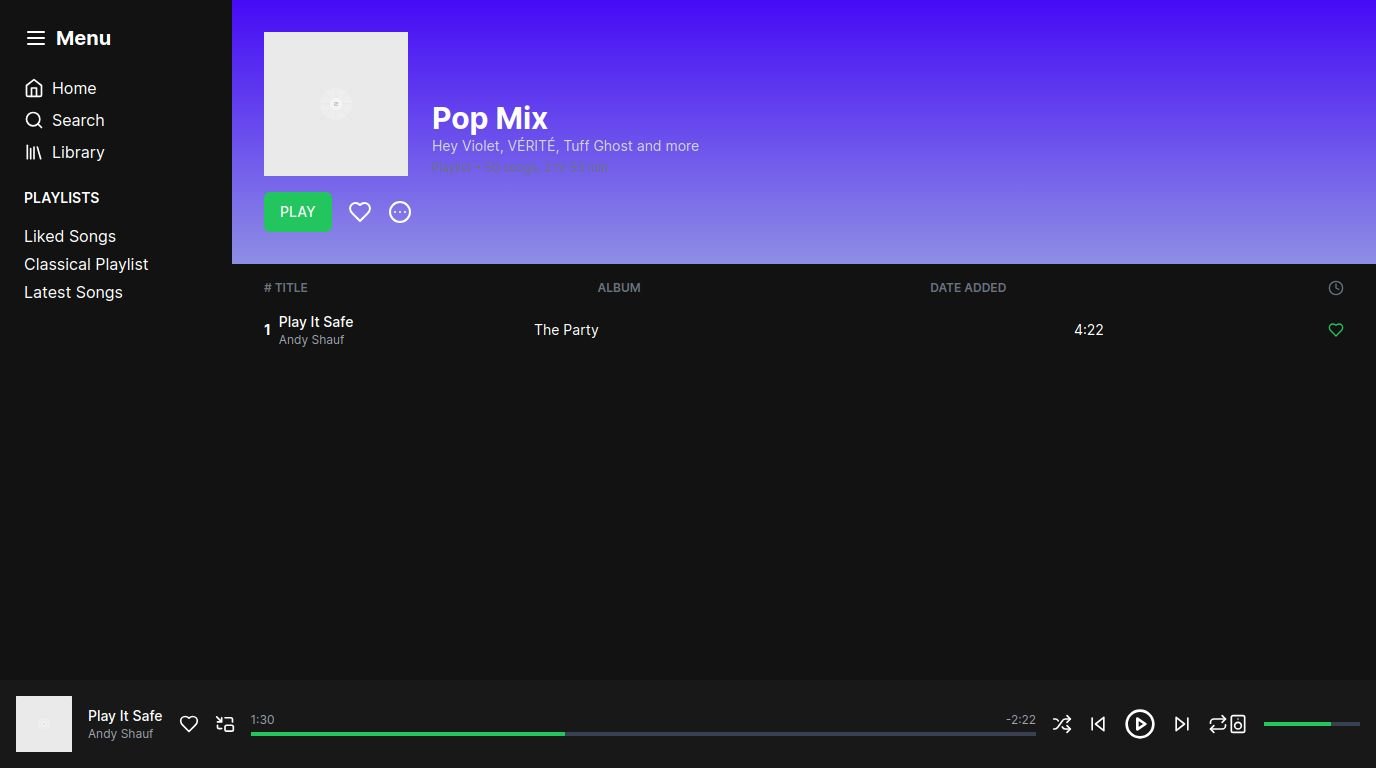 Menu
Home
Search
Library
PLAYLISTS
Liked Songs
Classical Playlist
Latest Songs
Pop Mix
Hey Violet, VÉRITÉ, Tuff Ghost and more
PLAY
# TITLE ALBUM DATE ADDED
1 Play It Safe The Party 4:22
Andy Shauf
Play It Safe
Andy Shauf
1:30 -2:22